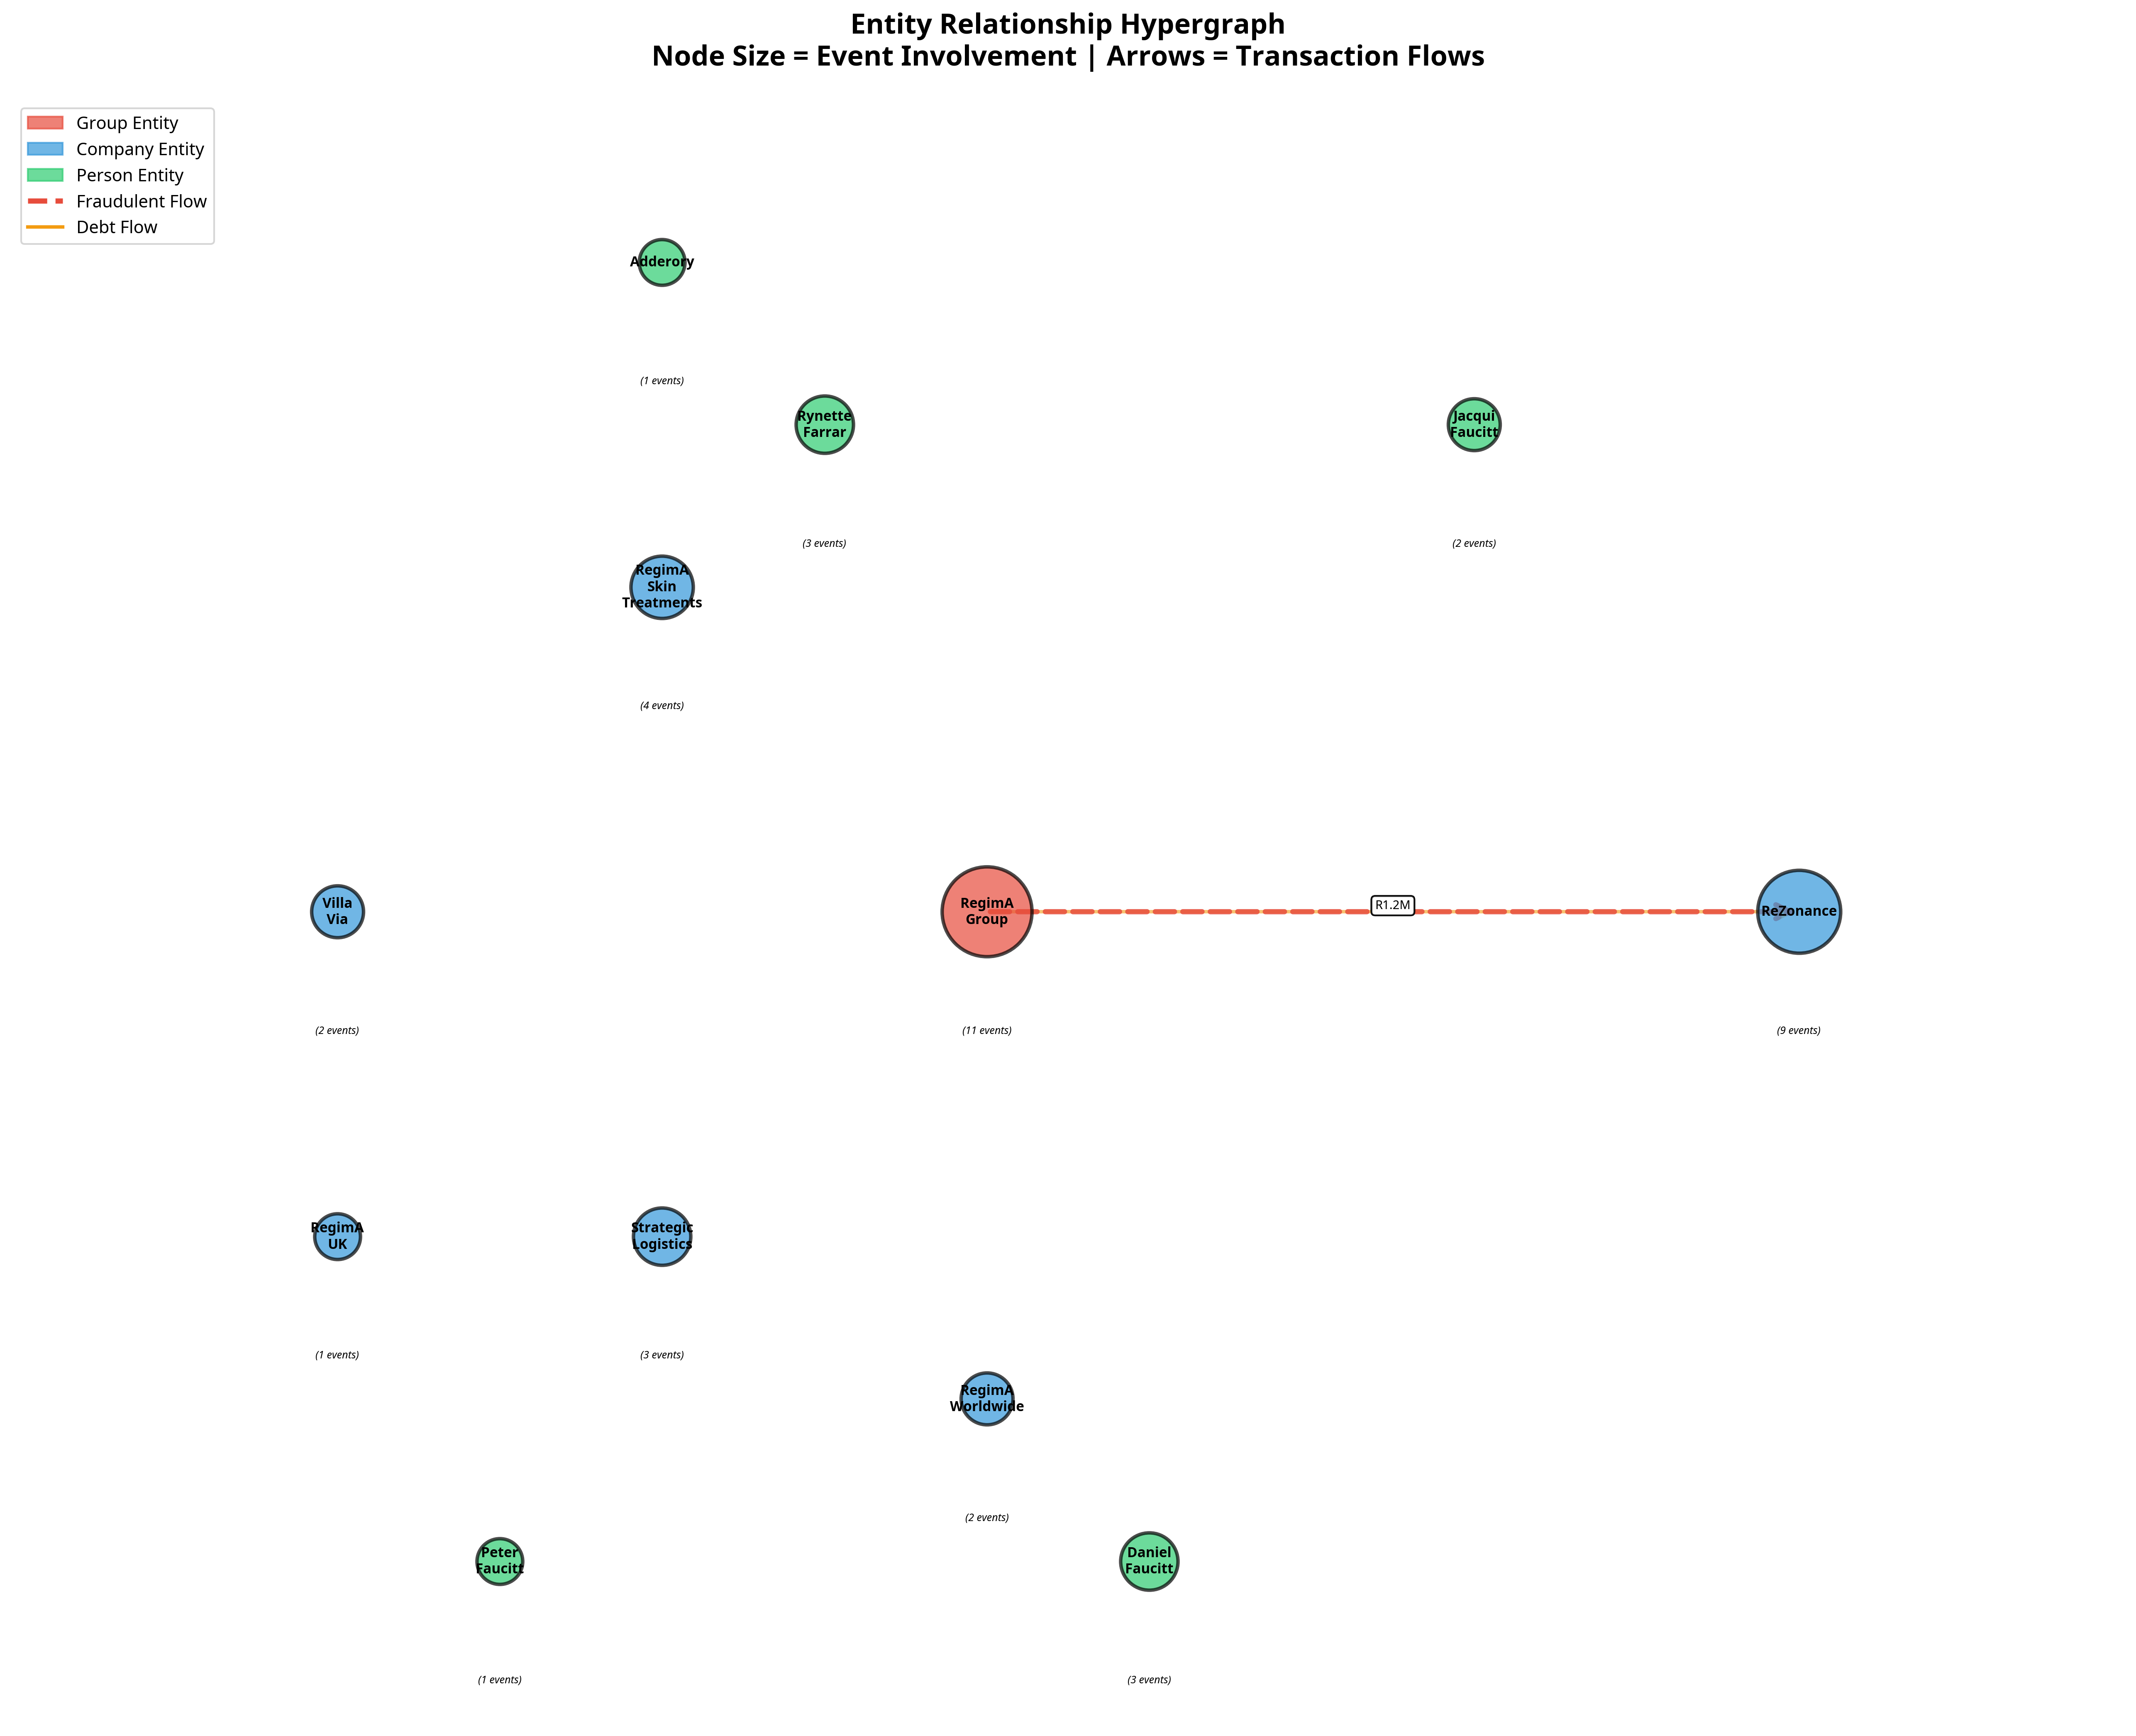 Entity Relationship Hypergraph
Node Size = Event Involvement | Arrows = Transaction Flows
Group Entity
Company Entity
Person Entity
Fraudulent Flow
Debt Flow
Adderory
(1 events)
Rynette
Farrar
(3 events)
Jacqui
Faucitt
(2 events)
RegimA
Skin
Treatments
(4 events)
Villa
Via
(2 events)
RegimA
Group
(11 events)
R1.2M
ReZonance
(9 events)
RegimA
UK
(1 events)
Strategic
Logistics
(3 events)
RegimA
Worldwide
(2 events)
Peter
Faucitt
(1 events)
Daniel
Faucitt
(3 events)